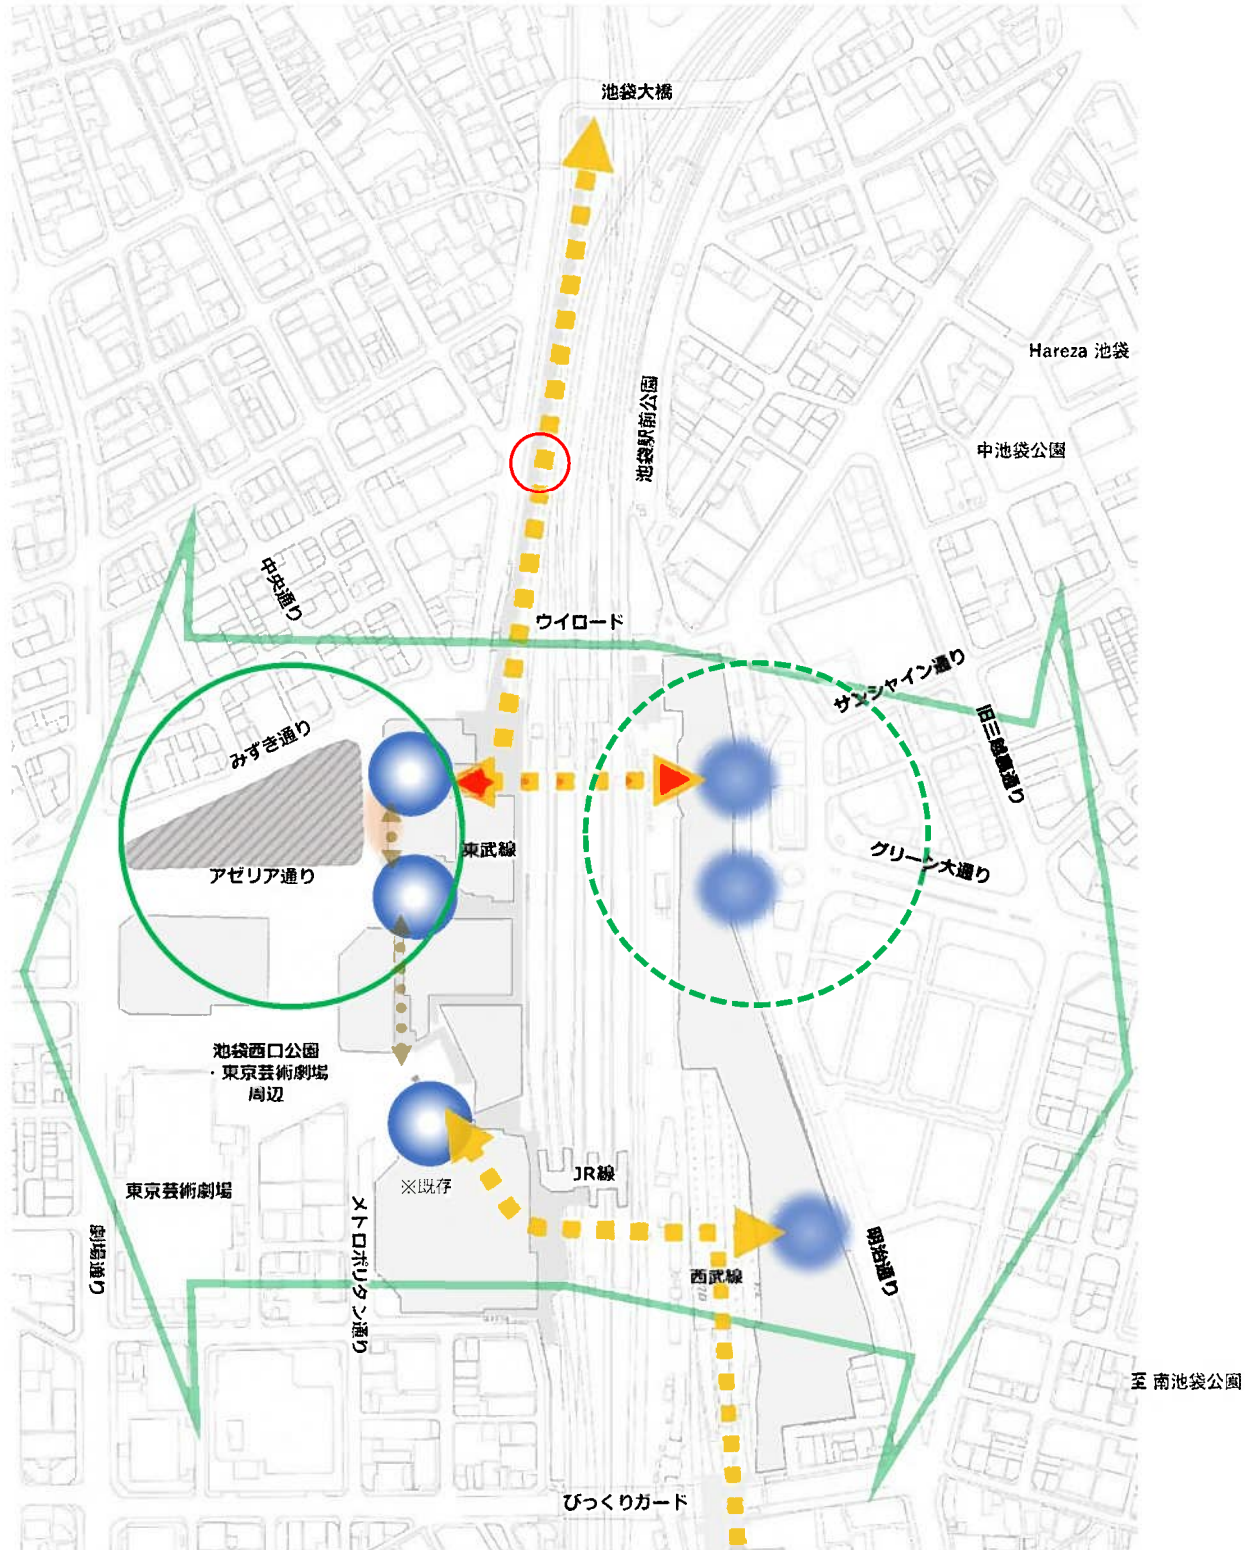 池袋大橋
Hareza 池袋
池袋駅前公園
中池袋公園
中央通り
ウイロード
サンシャイン通り
旧三越裏通り
みずき通り
東武線
グリーン大通り
アゼリア通り
池袋西口公園
・東京芸術劇場
周辺
JR線
※既存
東京芸術劇場
劇場通り
メトロポリタン通り
明治通り
西武線
至 南池袋公園
びっくりガード